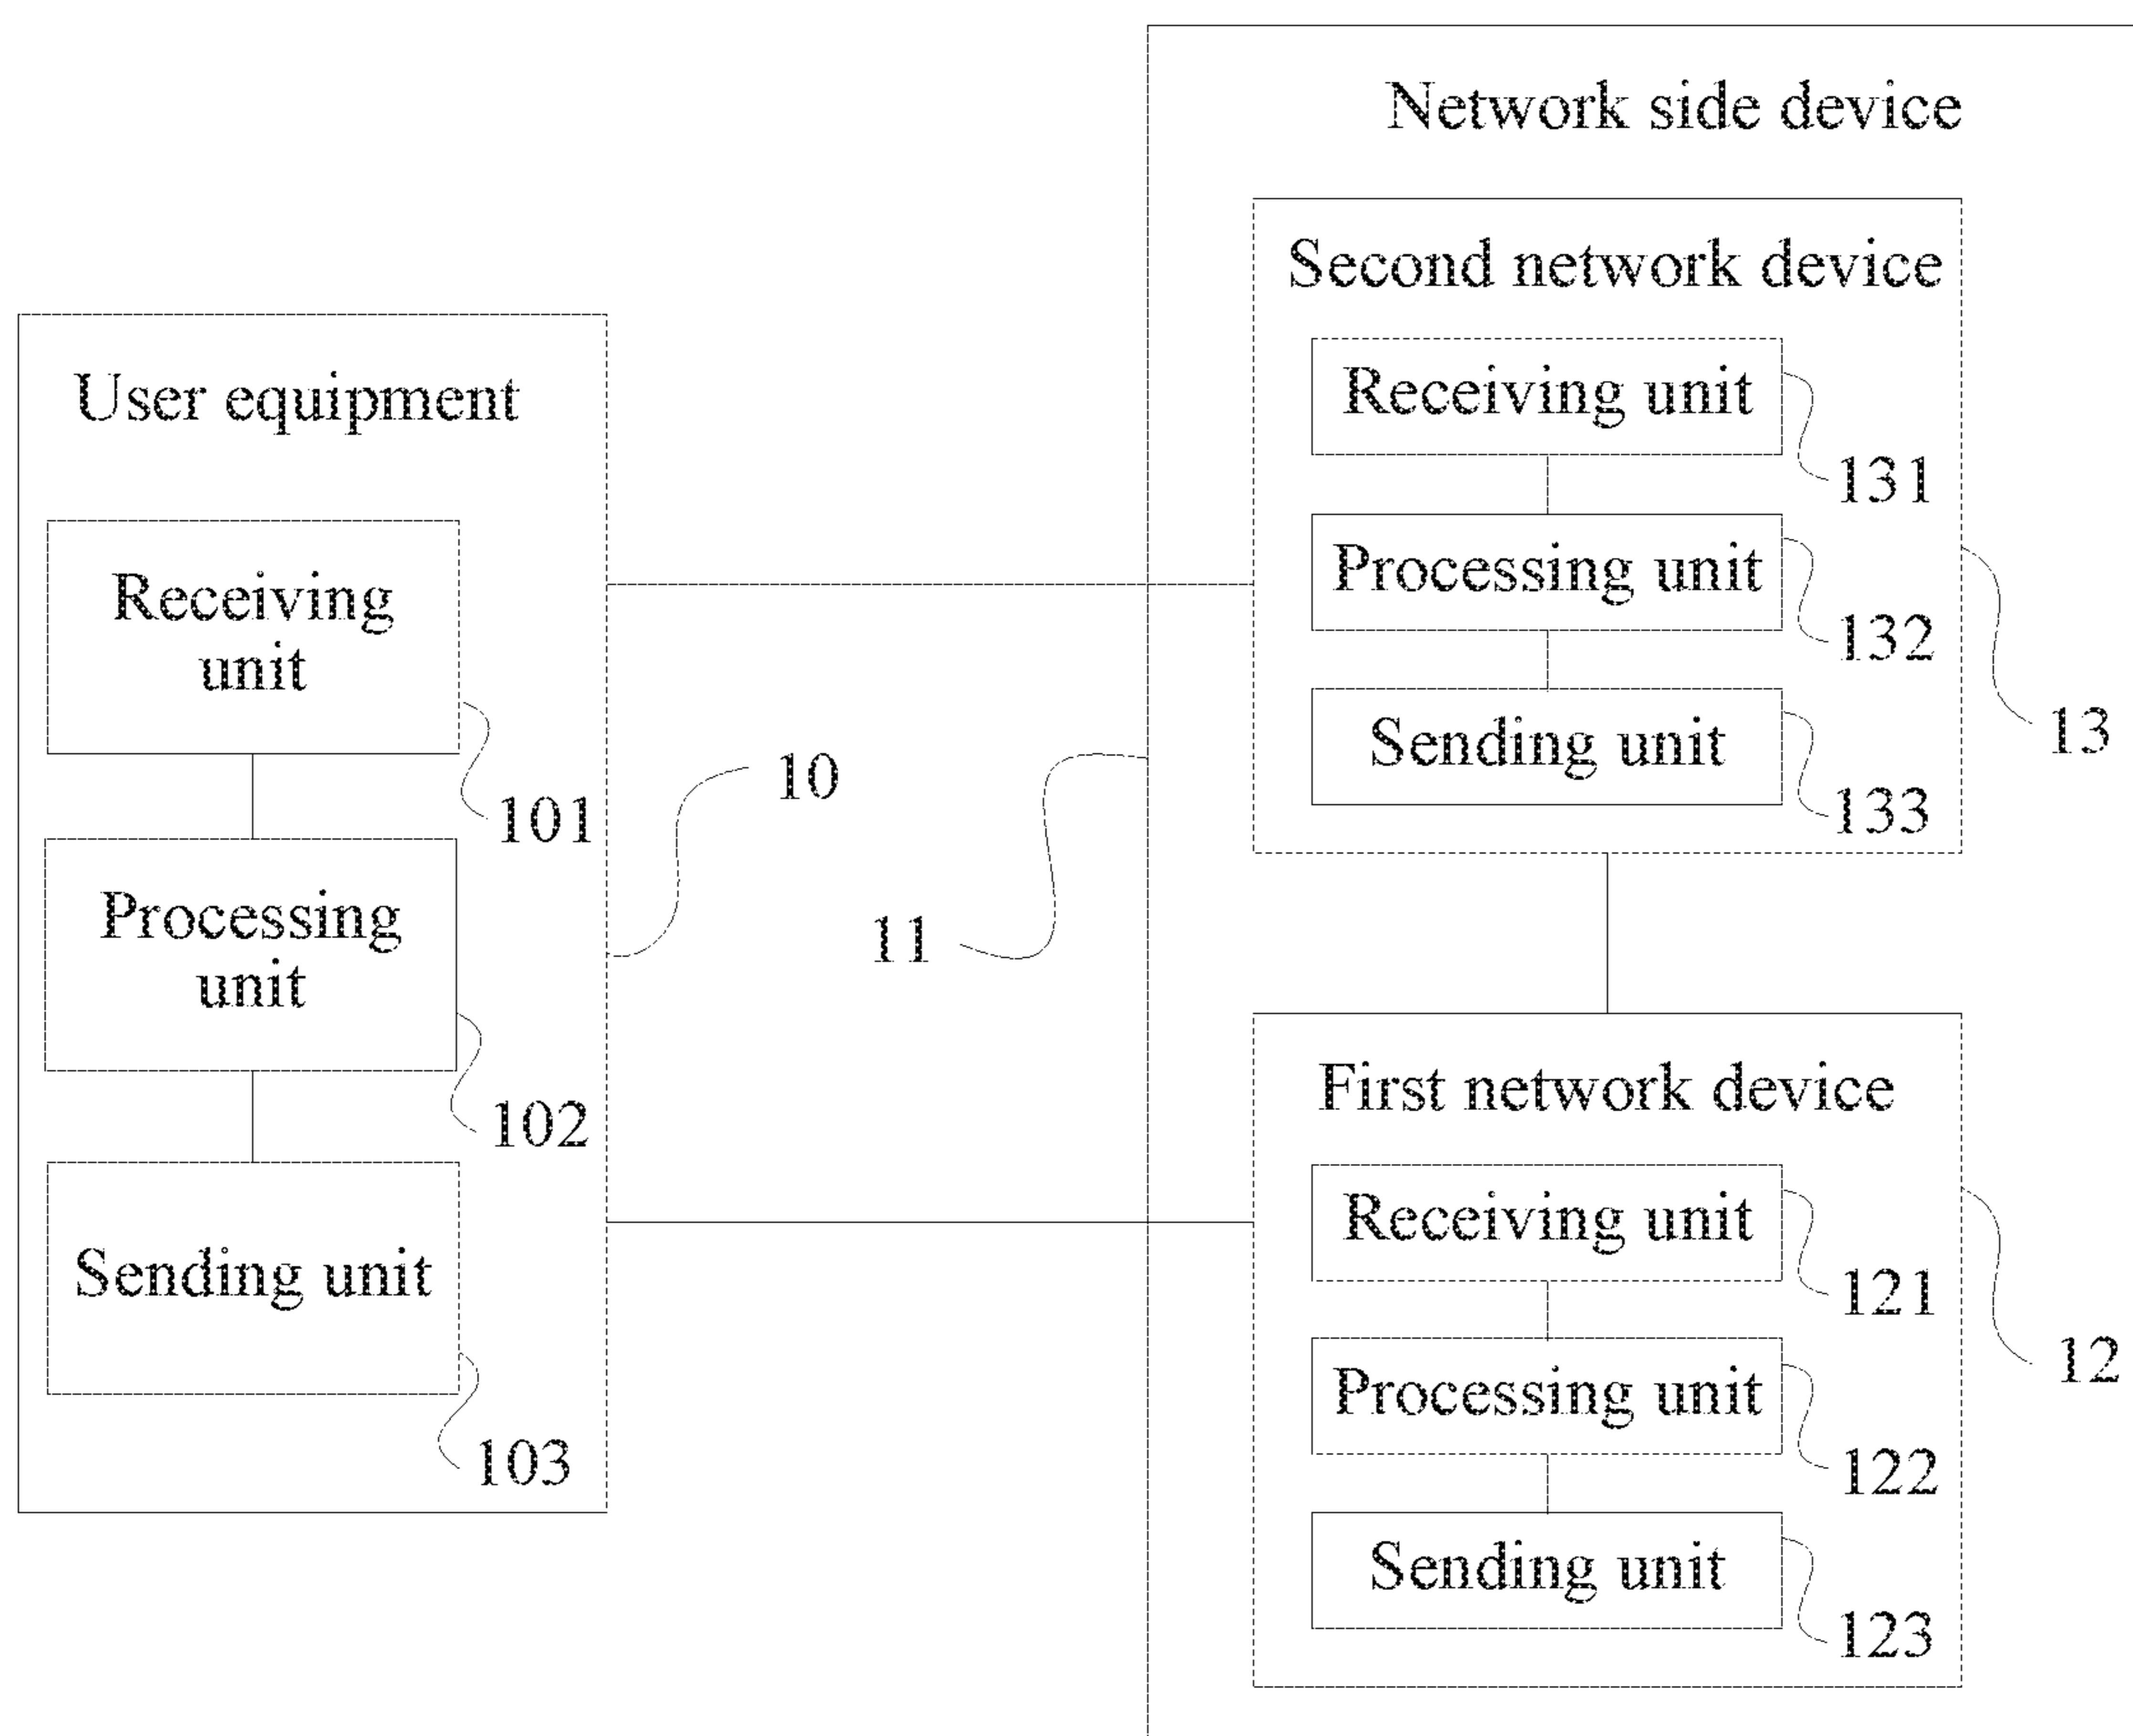 Network side device
Second network device
Receiving unit
131
Processing unit
132
Sending unit
133
13
User equipment
Receiving
unit
101
Processing
unit
102
Sending unit
103
10
11
First network device
Receiving unit
121
Processing unit
122
Sending unit
123
12